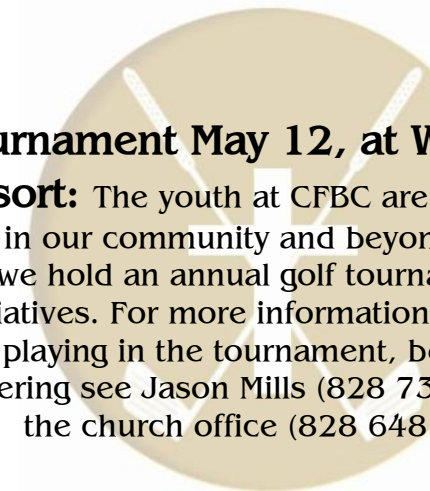 urnament May 12, at W
sort: The youth at CFBC are
in our community and beyon
we hold an annual golf tourna
iatives. For more information
playing in the tournament, be
ering see Jason Mills (828 73
the church office (828 648